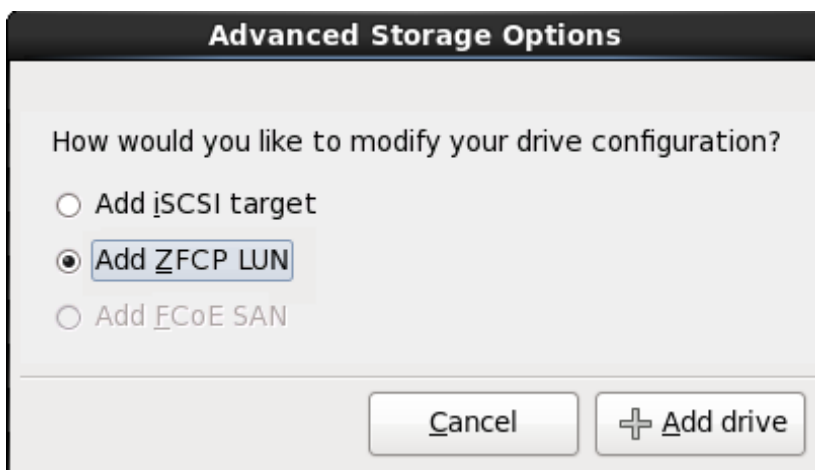 Advanced Storage Options
How would you like to modify your drive configuration?
Add iSCSI target
Add ZFCP LUN
Add FCoE SAN
Cancel
Add drive